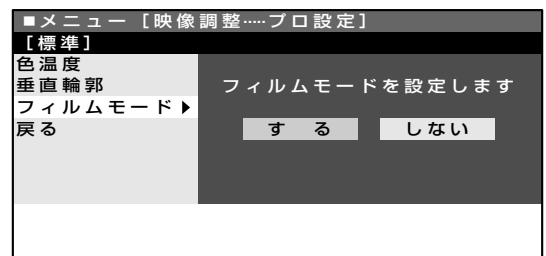 ■メニュー [映像調整……プロ設定]
[標準]
色温度
垂直輪郭
フィルムモード▶
戻る
フィルムモードを設定します
する しない